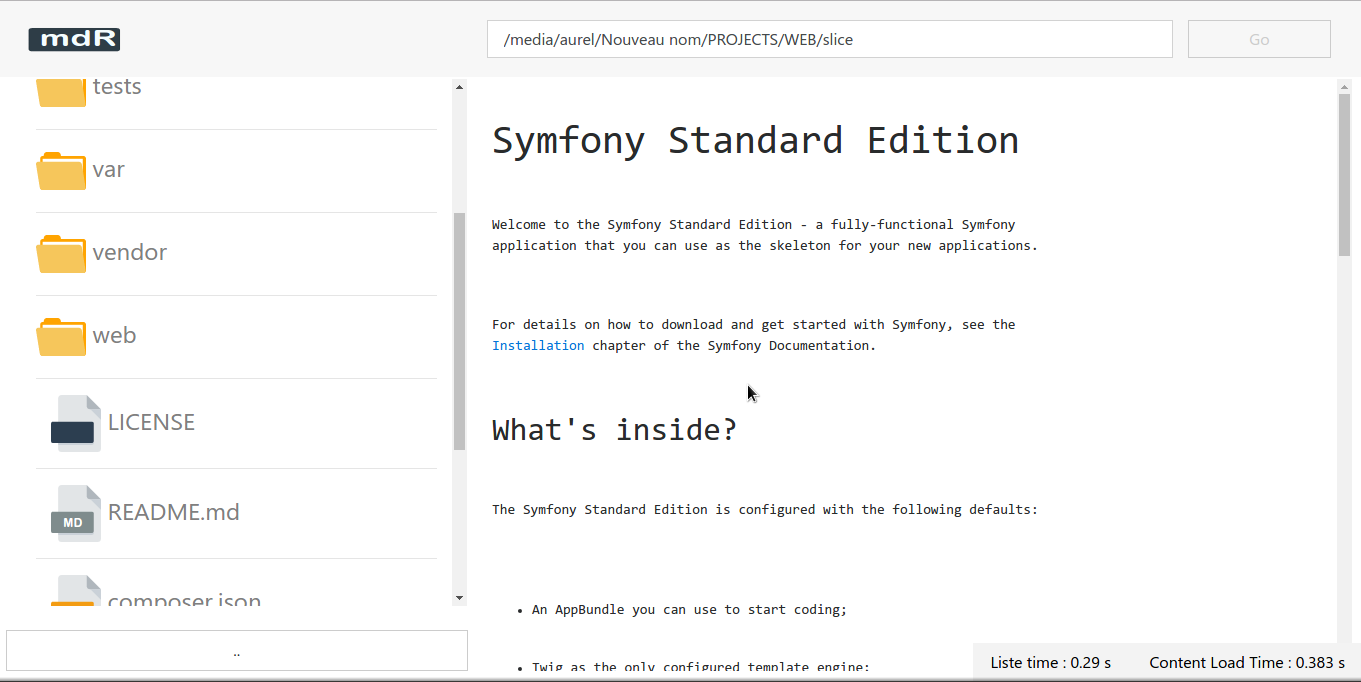 mdR
/media/aurel/Nouveau nom/PROJECTS/WEB/slice
Go
tests
var
vendor
web
LICENSE
MD
README.md
composer.json
..
Symfony Standard Edition
Welcome to the Symfony Standard Edition - a fully-functional Symfony
application that you can use as the skeleton for your new applications.
For details on how to download and get started with Symfony, see the
Installation chapter of the Symfony Documentation.
What's inside?
The Symfony Standard Edition is configured with the following defaults:
• An AppBundle you can use to start coding;
• Twig as the only configured template engine;
Liste time : 0.29 s
Content Load Time : 0.383 s